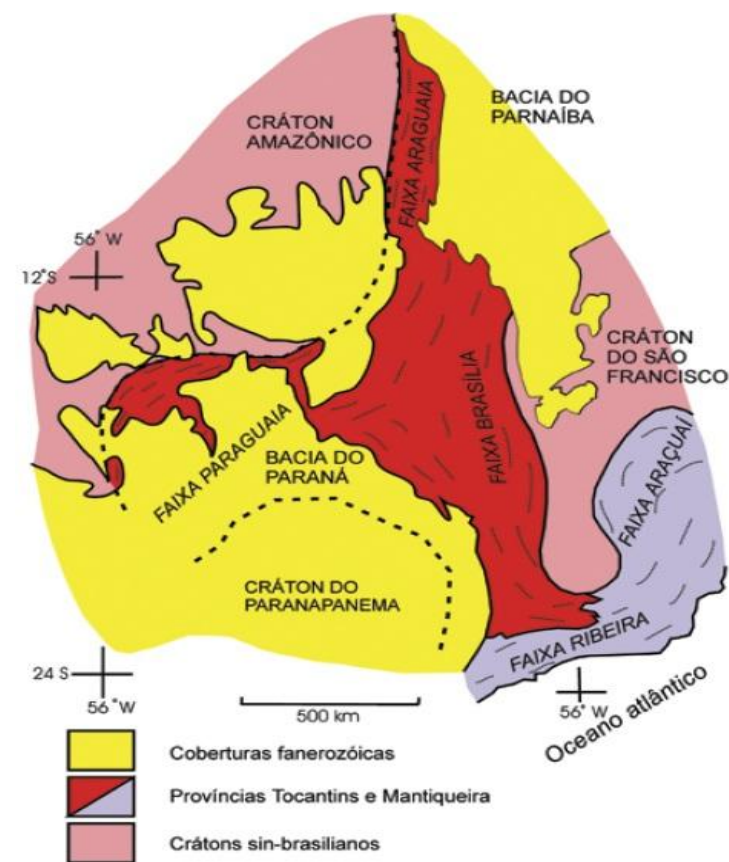 BACIA DO
PARNAÍBA
CRÁTON
AMAZÔNICO
FAIXA ARAGUAIA
56° W
12°S
CRÁTON
DO SÃO
FRANCISCO
FAIXA BRASÍLIA
FAIXA ARAÇUAÍ
FAIXA PARAGUAIA
BACIA DO
PARANÁ
CRÁTON DO
PARANAPANEMA
FAIXA RIBEIRA
24 S
56°W
500 km
56°W
Oceano atlântico
Coberturas fanerozóicas
Províncias Tocantins e Mantiqueira
Crátons sin-brasilianos